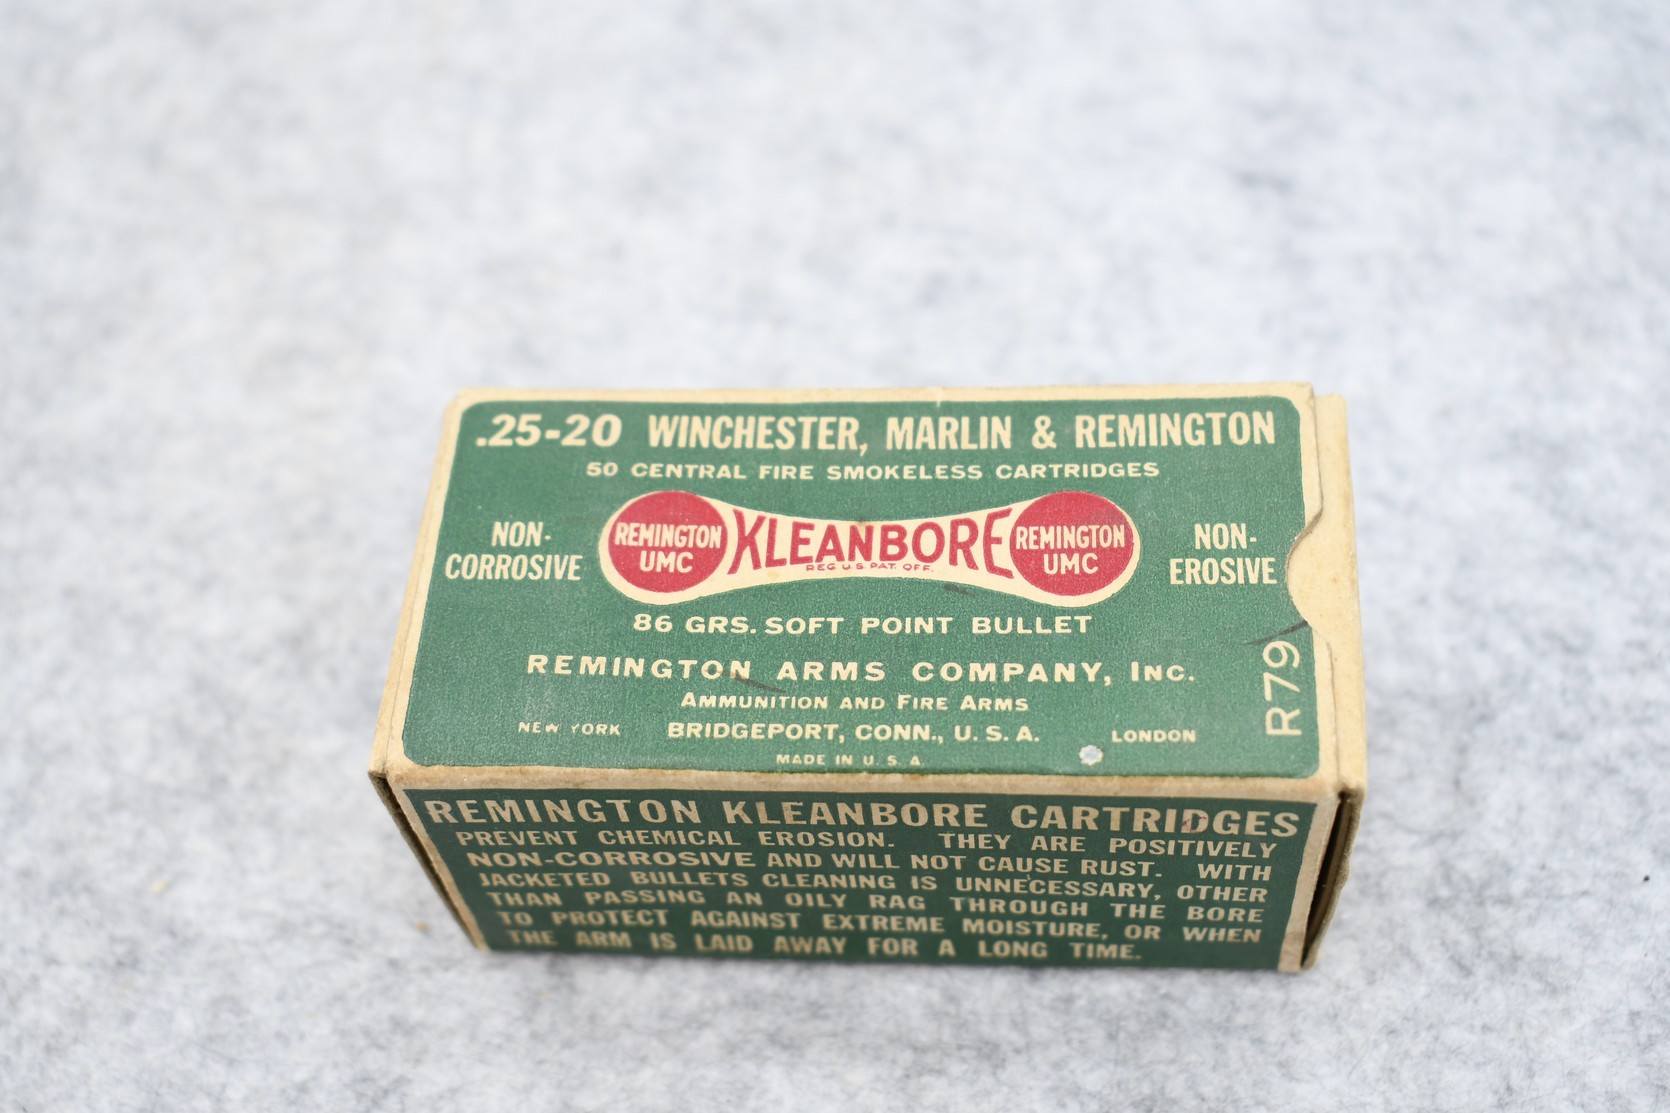 .25-20 WINCHESTER, MARLIN & REMINGTON
50 CENTRAL FIRE SMOKELESS CARTRIDGES
NON-
CORROSIVE
REMINGTON
UMC
KLEANBORE
REG. U.S. PAT. OFF.
REMINGTON
UMC
NON-
EROSIVE
86 GRS. SOFT POINT BULLET
REMINGTON ARMS COMPANY, INC.
AMMUNITION AND FIRE ARMS
NEW YORK BRIDGEPORT, CONN., U. S. A. LONDON
MADE IN U. S. A.
R79
REMINGTON KLEANBORE CARTRIDGES
PREVENT CHEMICAL EROSION. THEY ARE POSITIVELY
NON-CORROSIVE AND WILL NOT CAUSE RUST. WITH
JACKETED BULLETS CLEANING IS UNNECESSARY, OTHER
THAN PASSING AN OILY RAG THROUGH THE BORE
TO PROTECT AGAINST EXTREME MOISTURE, OR WHEN
THE ARM IS LAID AWAY FOR A LONG TIME.